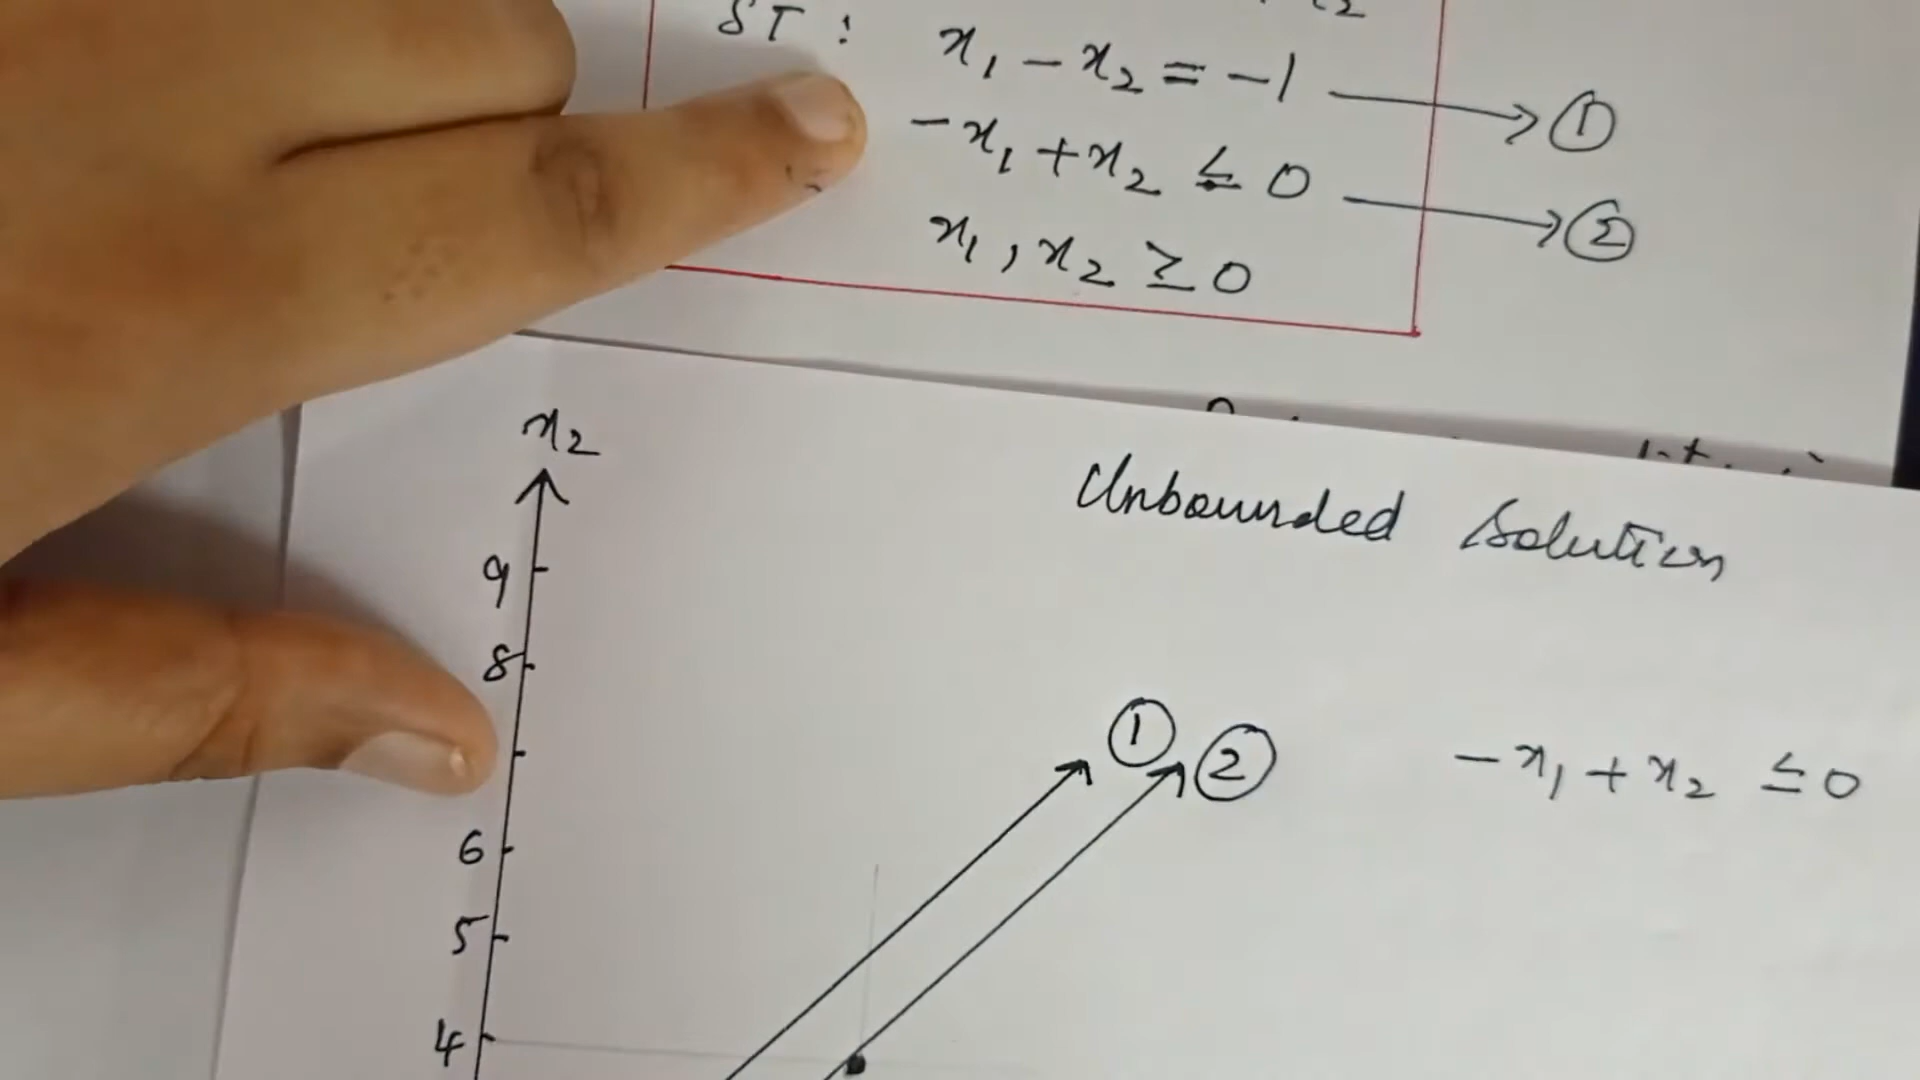 ST : x₁ - x₂ = -1 → ①
-x₁ + x₂ ≤ 0 → ②
x₁, x₂ ≥ 0
x₂
Unbounded Solution
9
8
① ②
-x₁ + x₂ ≤ 0
6
5
4